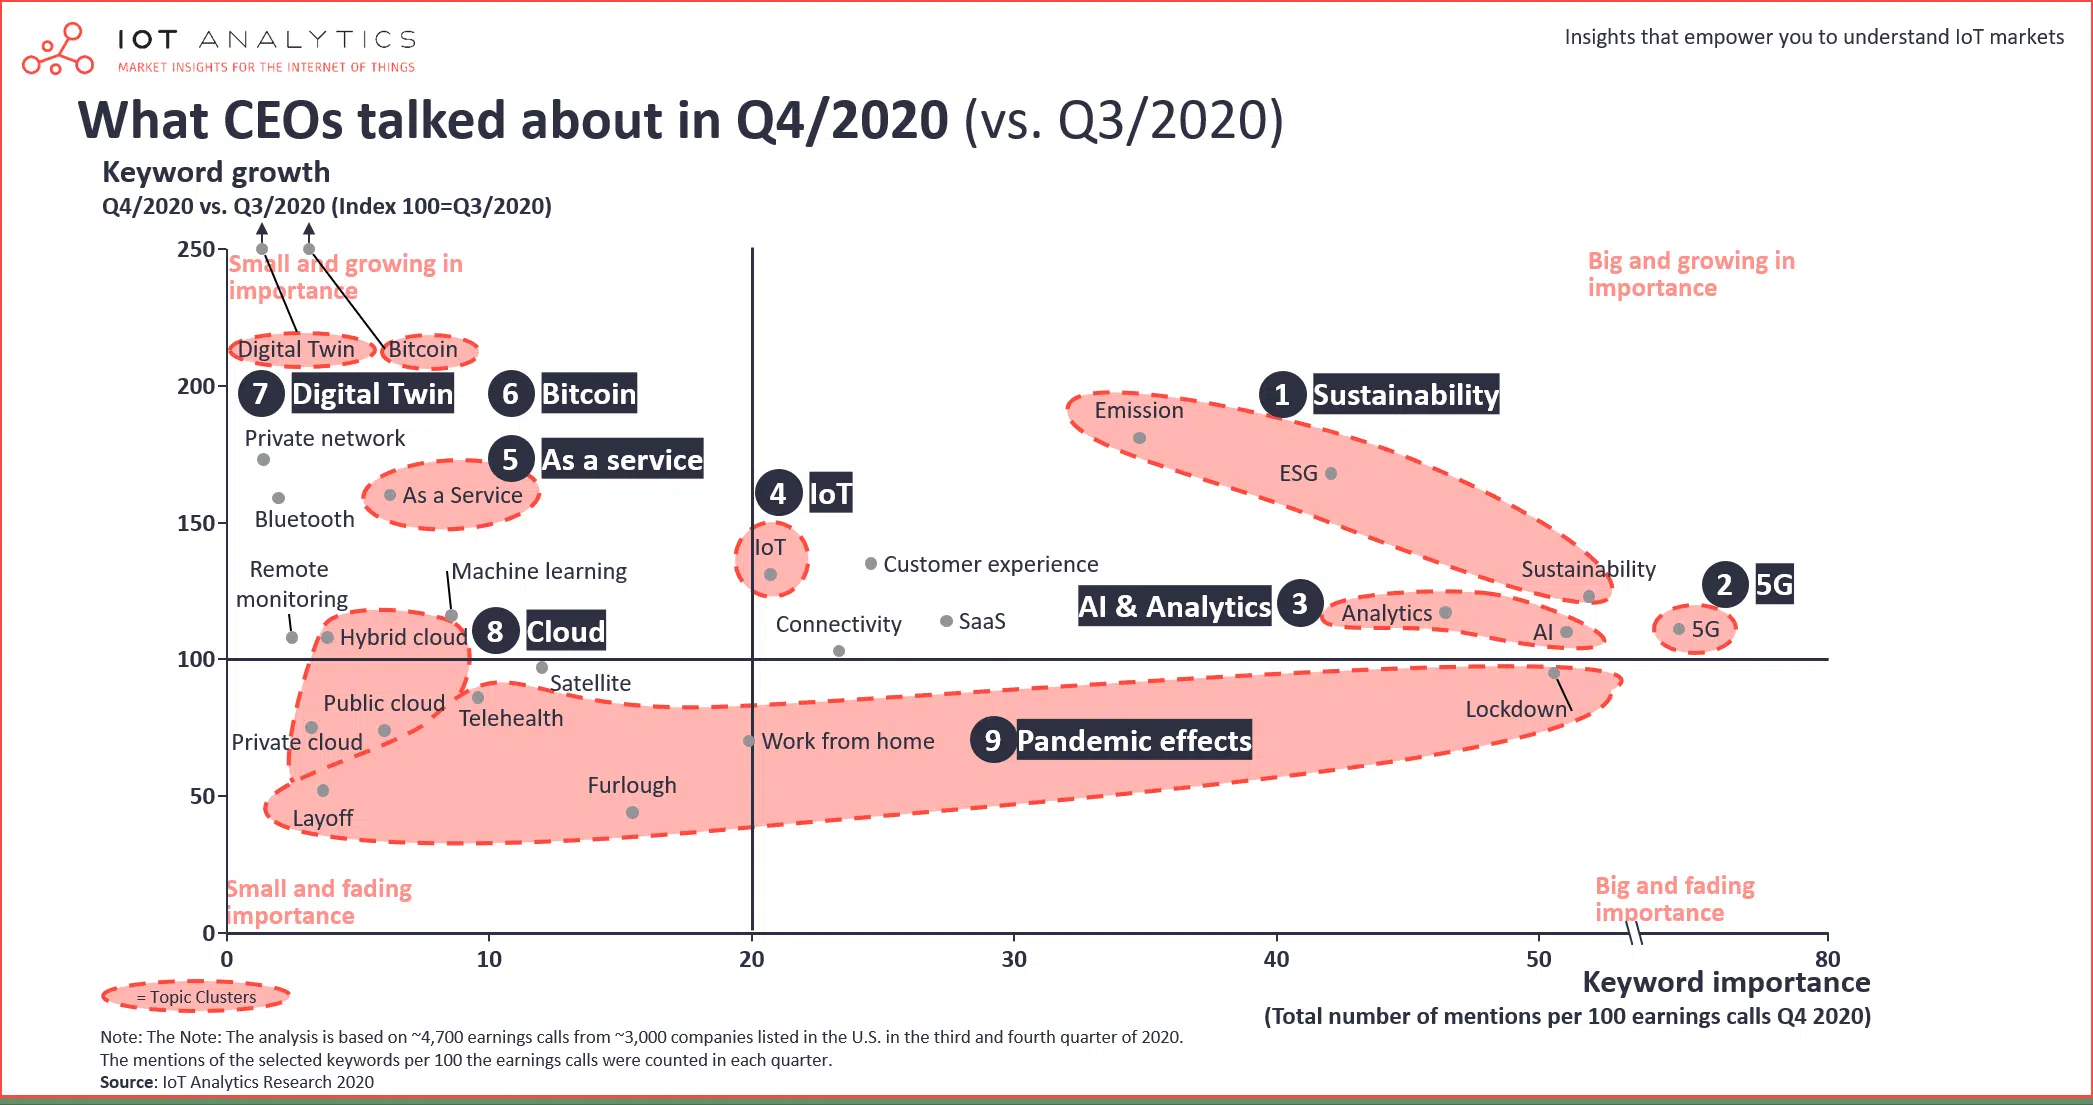 IOT ANALYTICS
MARKET INSIGHTS FOR THE INTERNET OF THINGS
Insights that empower you to understand IoT markets
What CEOs talked about in Q4/2020 (vs. Q3/2020)
Keyword growth
Q4/2020 vs. Q3/2020 (Index 100=Q3/2020)
250
Small and growing in
importance
Big and growing in
importance
Digital Twin
Bitcoin
200
7 Digital Twin
6 Bitcoin
1 Sustainability
Emission
Private network
5 As a service
ESG
As a Service
4 IoT
Bluetooth
150
IoT
Customer experience
Remote
monitoring
Machine learning
Sustainability
2 5G
AI & Analytics 3
Analytics
Connectivity
SaaS
Hybrid cloud
8 Cloud
AI
5G
100
Satellite
Public cloud
Telehealth
Lockdown
Private cloud
Work from home
9 Pandemic effects
Furlough
50
Layoff
Small and fading
importance
Big and fading
importance
0
0
10
20
30
40
50
80
Keyword importance
(Total number of mentions per 100 earnings calls Q4 2020)
= Topic Clusters
Note: The Note: The analysis is based on ~4,700 earnings calls from ~3,000 companies listed in the U.S. in the third and fourth quarter of 2020.
The mentions of the selected keywords per 100 the earnings calls were counted in each quarter.
Source: IoT Analytics Research 2020